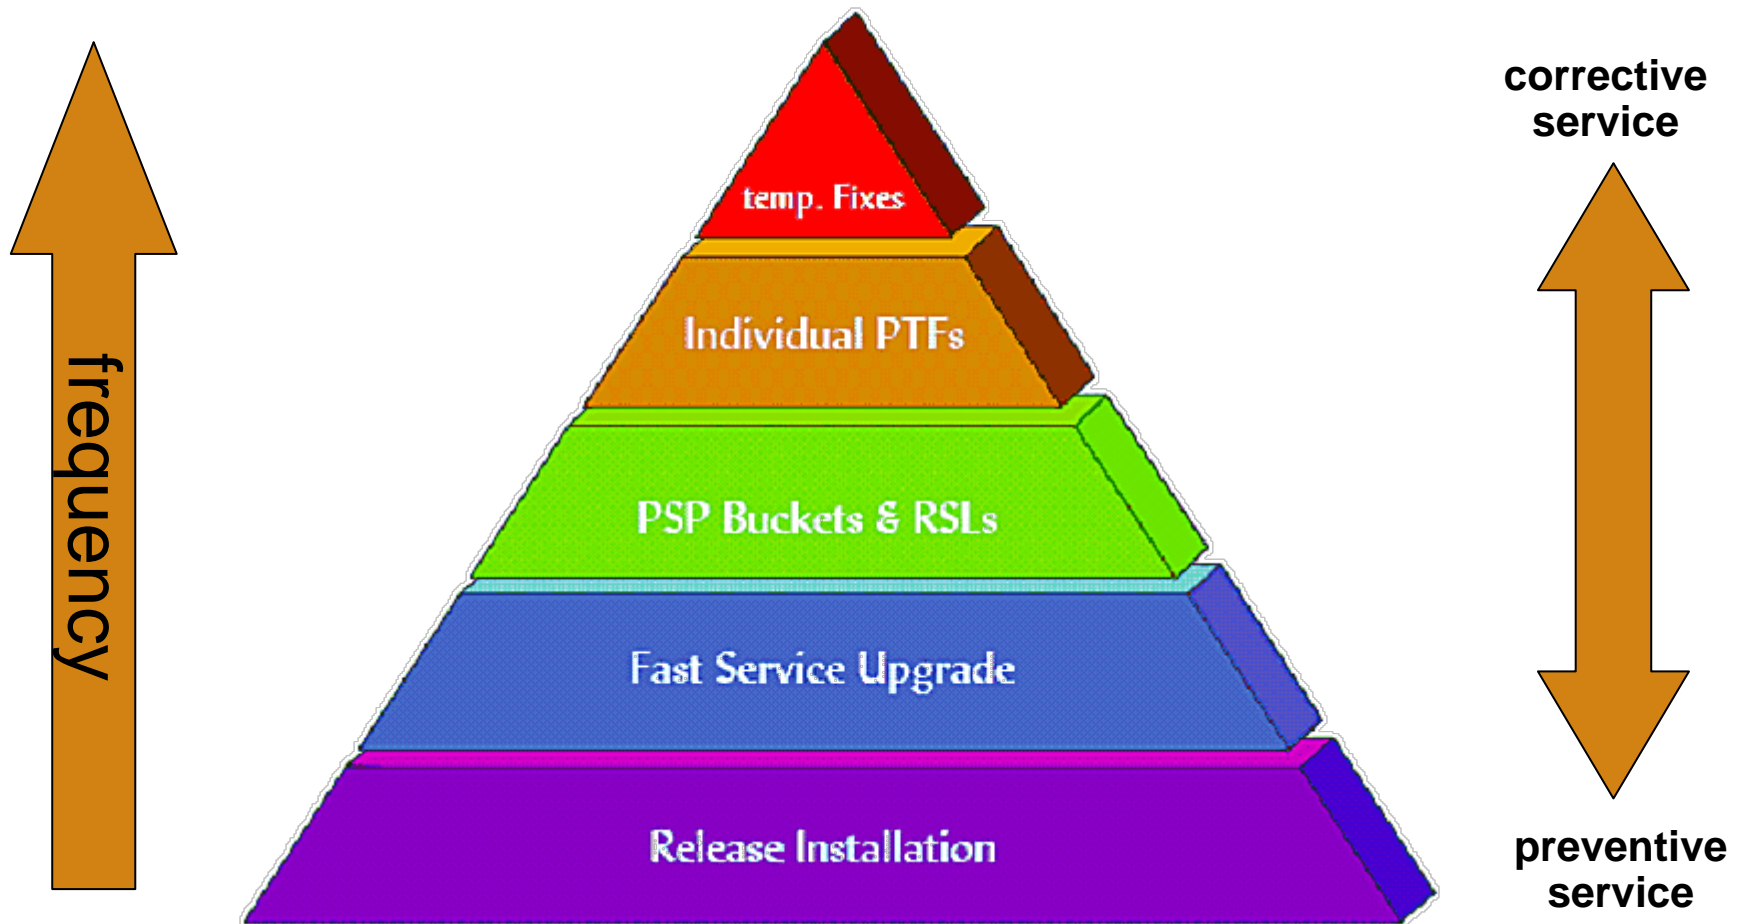 corrective
service
temp. Fixes
Individual PTFs
frequency
PSP Buckets & RSLs
Fast Service Upgrade
Release Installation
preventive
service